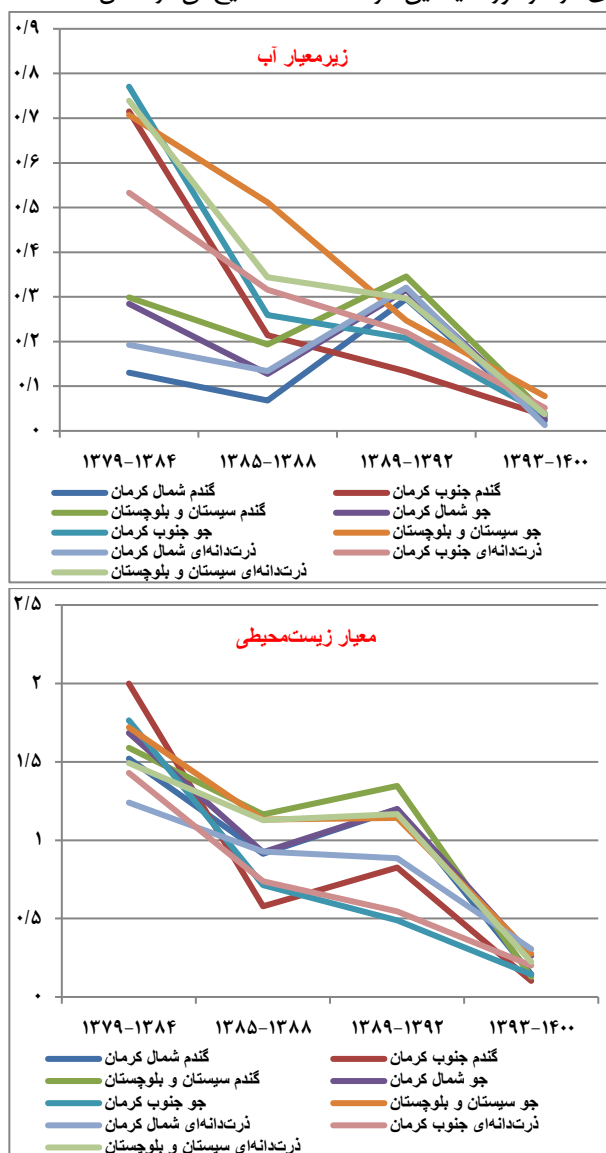 ۰/۹
۰/۸
۰/۷
۰/۶
۰/۵
۰/۴
۰/۳
۰/۲
۰/۱
۰
زیرمعیار آب
۱۳۷۹-۱۳۸۴ ۱۳۸۵-۱۳۸۸ ۱۳۸۹-۱۳۹۲ ۱۳۹۳-۱۴۰۰
گندم شمال کرمان
گندم جنوب کرمان
گندم سیستان و بلوچستان
جو شمال کرمان
جو جنوب کرمان
جو سیستان و بلوچستان
ذرت‌دانه‌ای شمال کرمان
ذرت‌دانه‌ای جنوب کرمان
ذرت‌دانه‌ای سیستان و بلوچستان
۲/۵
۲
۱/۵
۱
۰/۵
۰
معیار زیست‌محیطی
۱۳۷۹-۱۳۸۴ ۱۳۸۵-۱۳۸۸ ۱۳۸۹-۱۳۹۲ ۱۳۹۳-۱۴۰۰
گندم شمال کرمان
گندم جنوب کرمان
گندم سیستان و بلوچستان
جو شمال کرمان
جو جنوب کرمان
جو سیستان و بلوچستان
ذرت‌دانه‌ای شمال کرمان
ذرت‌دانه‌ای جنوب کرمان
ذرت‌دانه‌ای سیستان و بلوچستان